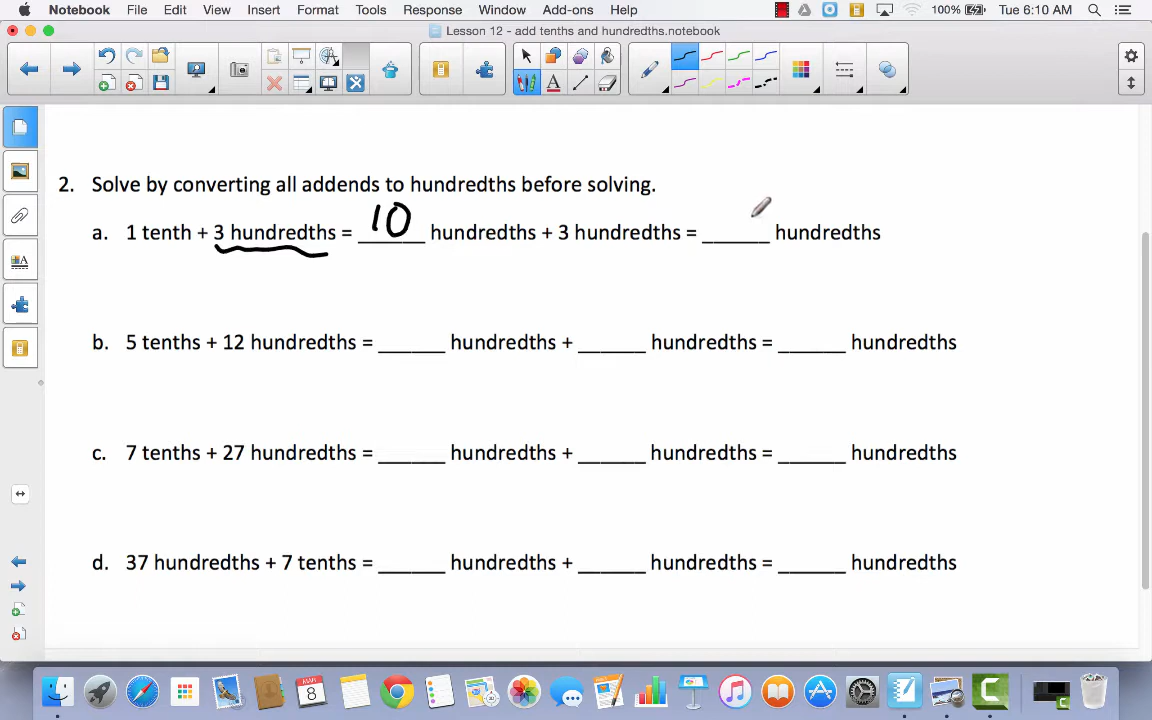 Notebook File Edit View Insert Format Tools Response Window Add-ons Help 100% Tue 6:10 AM
Lesson 12 - add tenths and hundredths.notebook
2. Solve by converting all addends to hundredths before solving.
a. 1 tenth + 3 hundredths = 10 hundredths + 3 hundredths = ______ hundredths
b. 5 tenths + 12 hundredths = ______ hundredths + ______ hundredths = ______ hundredths
c. 7 tenths + 27 hundredths = ______ hundredths + ______ hundredths = ______ hundredths
d. 37 hundredths + 7 tenths = ______ hundredths + ______ hundredths = ______ hundredths